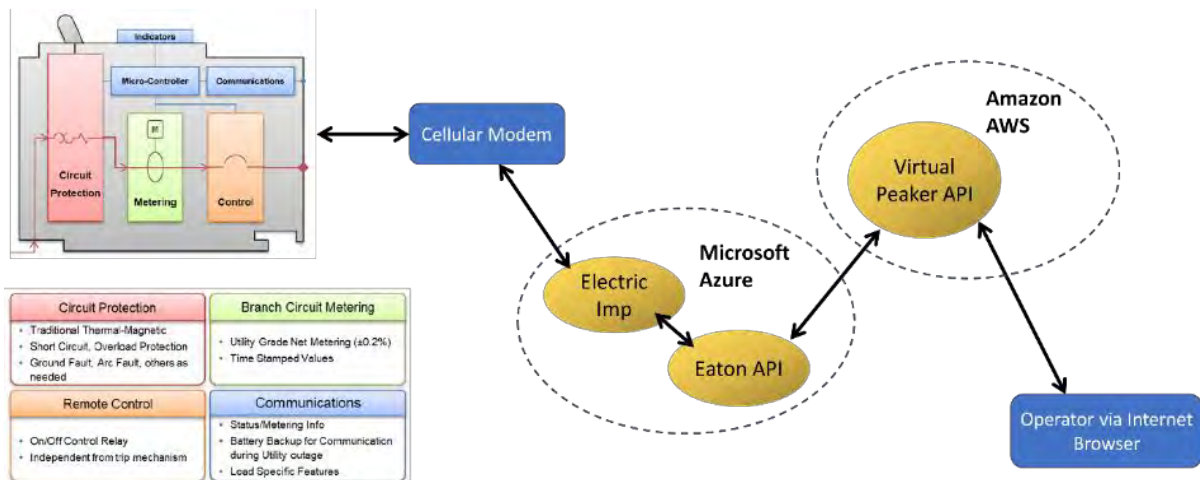 Indicators
Micro-Controller
Communications
M
Circuit
Protection
Metering
Control
Cellular Modem
Amazon
AWS
Virtual
Peaker API
Microsoft
Azure
Electric
Imp
Eaton API
Operator via Internet
Browser
Circuit Protection
• Traditional Thermal-Magnetic
• Short Circuit, Overload Protection
• Ground Fault, Arc Fault, others as
needed
Branch Circuit Metering
• Utility Grade Net Metering (±0.2%)
• Time Stamped Values
Remote Control
• On/Off Control Relay
• Independent from trip mechanism
Communications
• Status/Metering Info
• Battery Backup for Communication
during Utility outage
• Load Specific Features